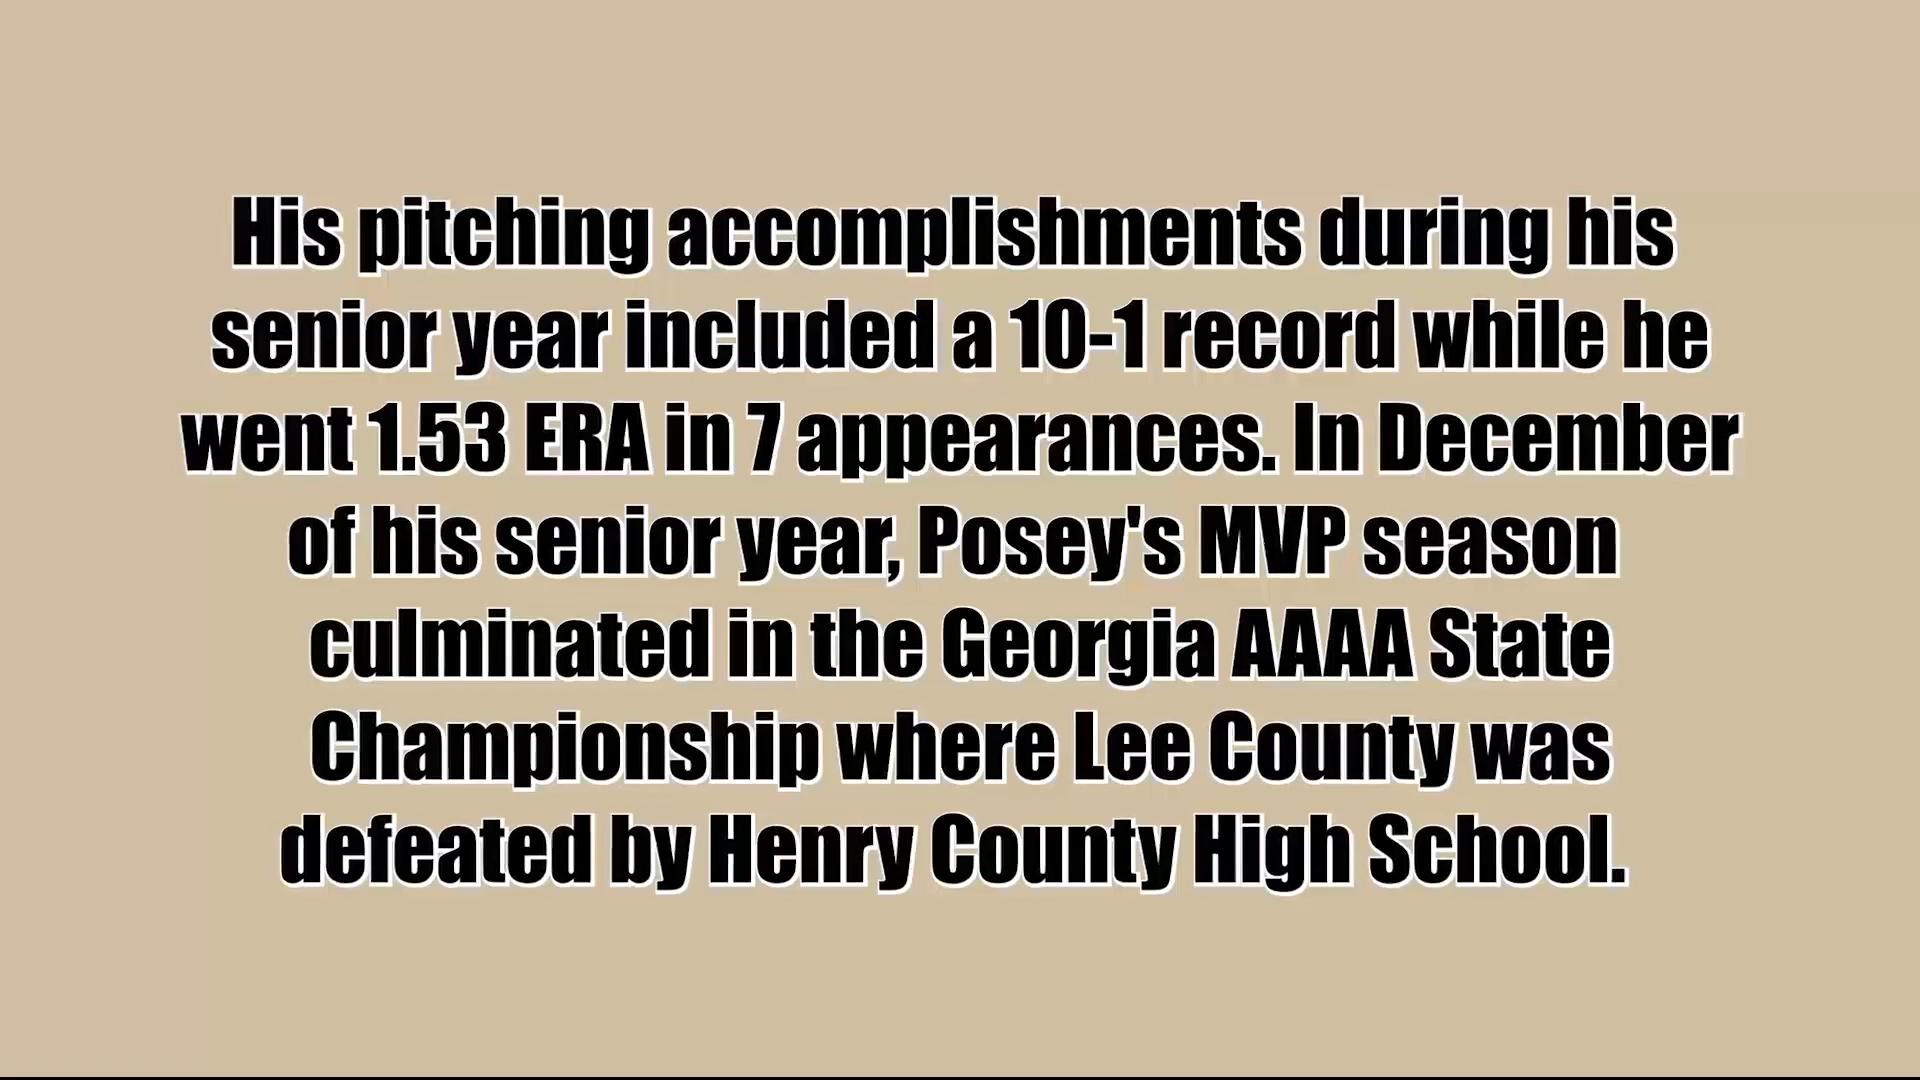 His pitching accomplishments during his
senior year included a 10-1 record while he
went 1.53 ERA in 7 appearances. In December
of his senior year, Posey's MVP season
culminated in the Georgia AAAA State
Championship where Lee County was
defeated by Henry County High School.